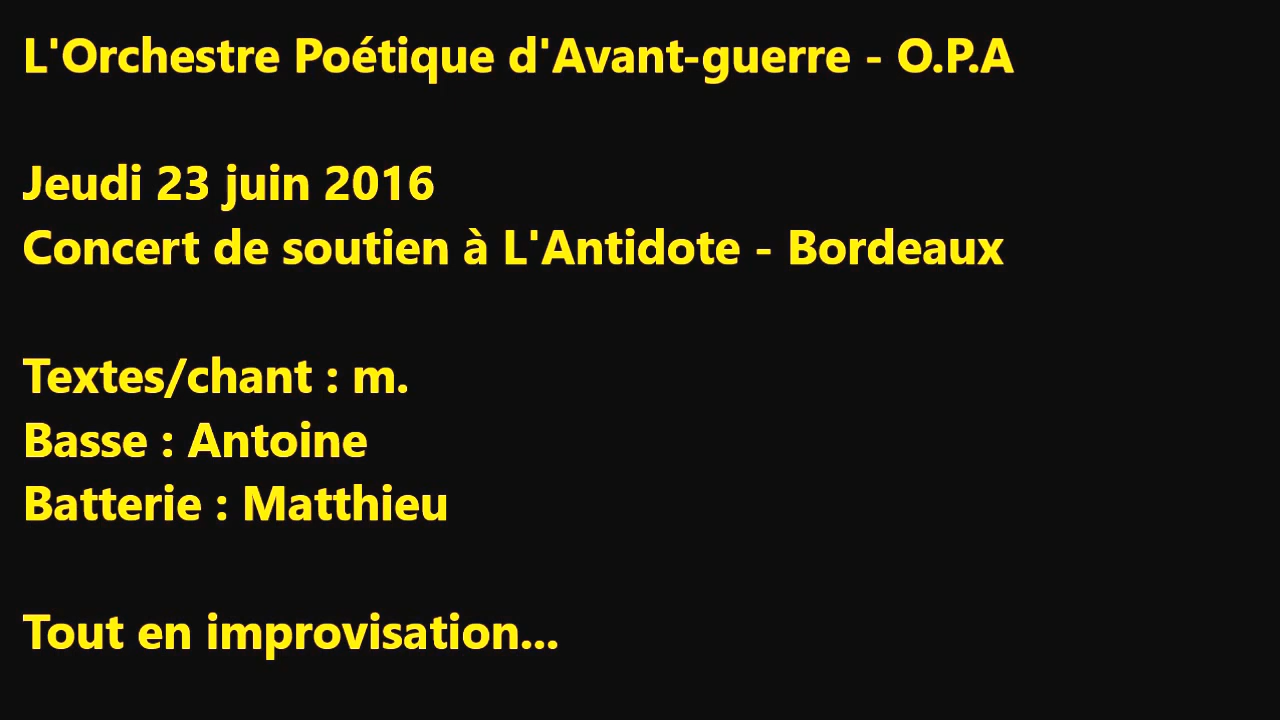 L'Orchestre Poétique d'Avant-guerre - O.P.A
Jeudi 23 juin 2016
Concert de soutien à L'Antidote - Bordeaux
Textes/chant : m.
Basse : Antoine
Batterie : Matthieu
Tout en improvisation...